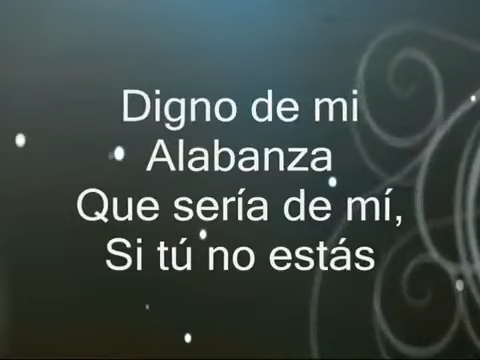 Digno de mi
Alabanza
Que sería de mí,
Si tú no estás